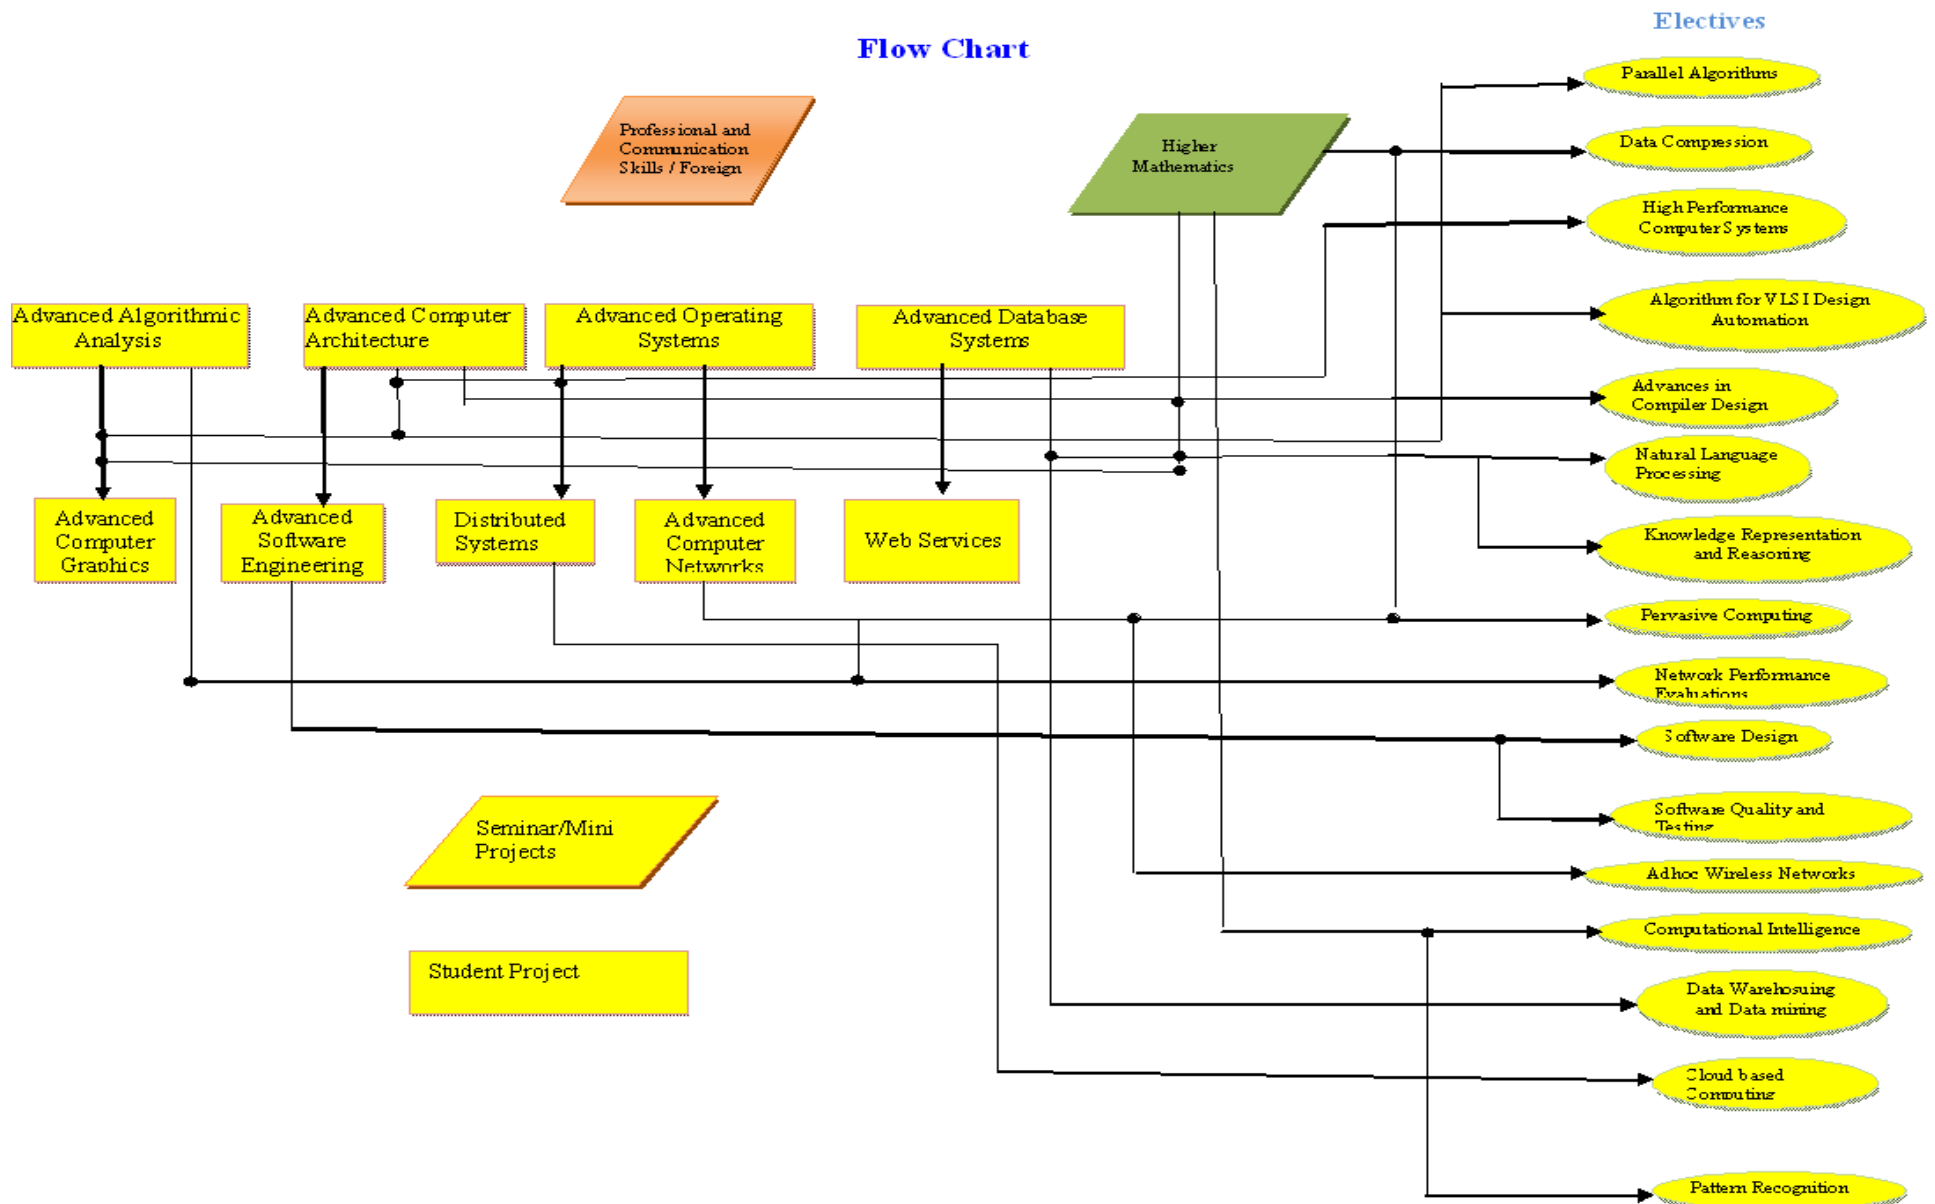 Electives
Flow Chart
Parallel Algorithms
Professional and
Communication
Skills / Foreign
Higher
Mathematics
Data Compression
High Performance
Computer Systems
Advanced Algorithmic
Analysis
Advanced Computer
Architecture
Advanced Operating
Systems
Advanced Database
Systems
Algorithm for VLSI Design
Automation
Advances in
Compiler Design
Natural Language
Processing
Advanced
Computer
Graphics
Advanced
Software
Engineering
Distributed
Systems
Advanced
Computer
Networks
Web Services
Knowledge Representation
and Reasoning
Pervasive Computing
Network Performance
Evaluations
Software Design
Seminar/Mini
Projects
Software Quality and
Testing
Adhoc Wireless Networks
Computational Intelligence
Student Project
Data Warehosuing
and Data mining
Cloud based
Computing
Pattern Recognition